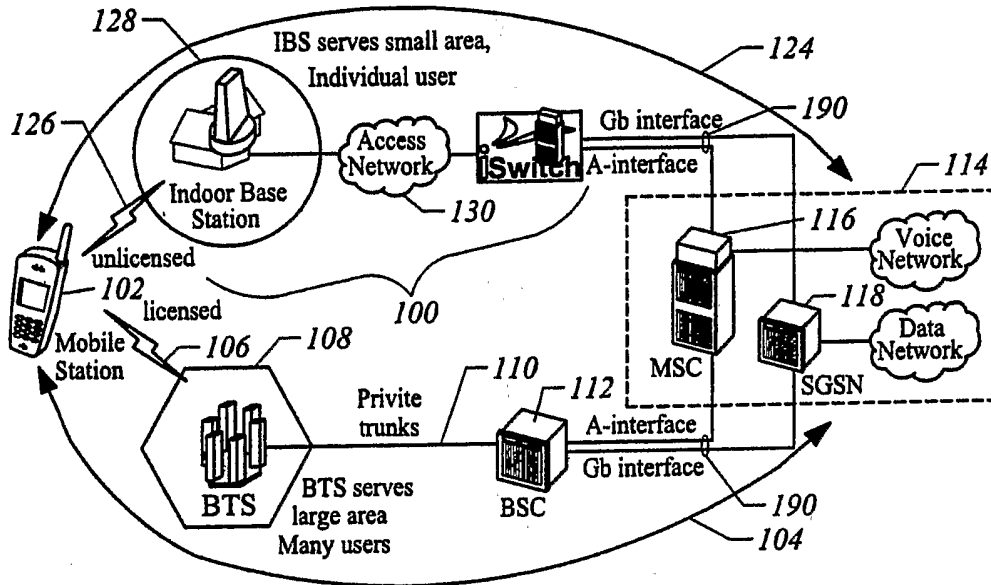 128
IBS serves small area,
Individual user
124
126
190
Gb interface
Access
Network
iSwitch
A-interface
114
Indoor Base
Station
130
116
Voice
Network
unlicensed
102
licensed
100
118
Mobile
Station
106
108
110
112
MSC
Data
Network
SGSN
Privite
trunks
A-interface
Gb interface
BTS
BTS serves
large area
Many users
BSC
190
104